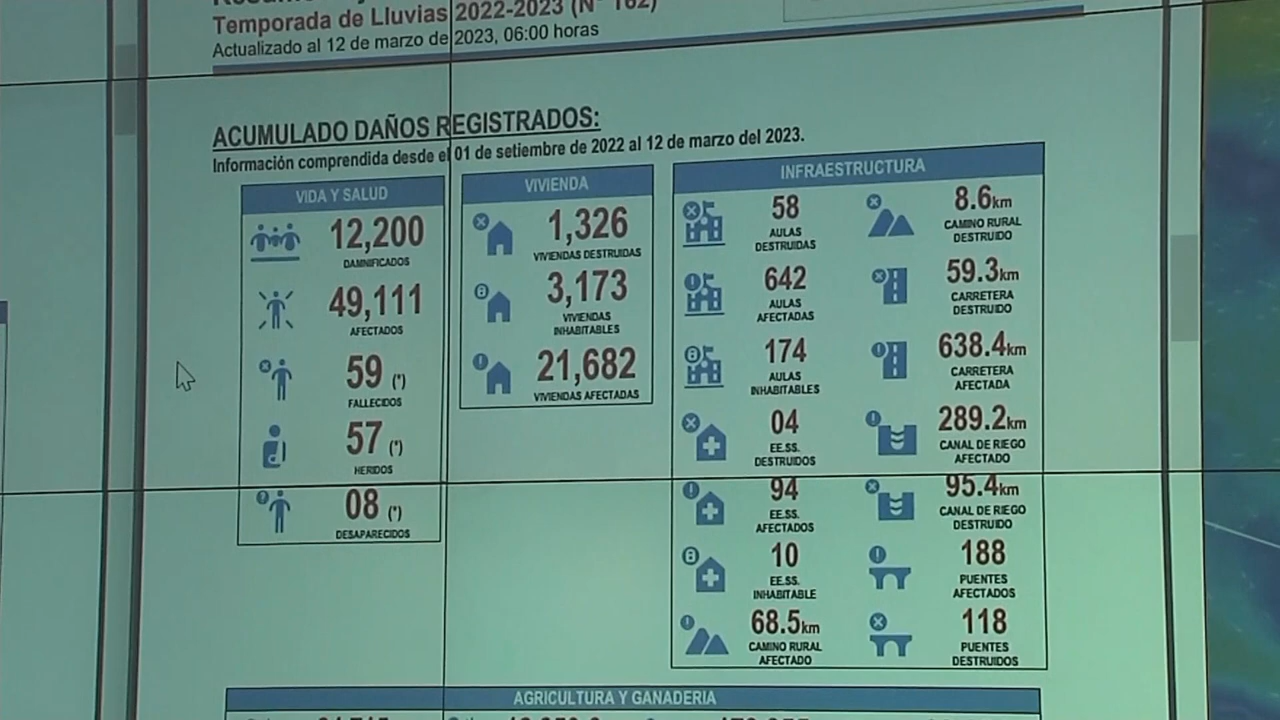 Temporada de Lluvias 2022-2023 (N° 162)
Actualizado al 12 de marzo de 2023, 06:00 horas
ACUMULADO DAÑOS REGISTRADOS:
Información comprendida desde el 01 de setiembre de 2022 al 12 de marzo del 2023.
VIDA Y SALUD
12,200
DAMNIFICADOS
49,111
AFECTADOS
59 (*)
FALLECIDOS
57 (*)
HERIDOS
08 (*)
DESAPARECIDOS
VIVIENDA
1,326
VIVIENDAS DESTRUIDAS
3,173
VIVIENDAS
INHABITABLES
21,682
VIVIENDAS AFECTADAS
INFRAESTRUCTURA
58
AULAS
DESTRUIDAS
642
AULAS
AFECTADAS
174
AULAS
INHABITABLES
04
EE.SS.
DESTRUIDOS
94
EE.SS.
AFECTADOS
10
EE.SS.
INHABITABLE
68.5km
CAMINO RURAL
AFECTADO
8.6km
CAMINO RURAL
DESTRUIDO
59.3km
CARRETERA
DESTRUIDO
638.4km
CARRETERA
AFECTADA
289.2km
CANAL DE RIEGO
AFECTADO
95.4km
CANAL DE RIEGO
DESTRUIDO
188
PUENTES
AFECTADOS
118
PUENTES
DESTRUIDOS
AGRICULTURA Y GANADERIA